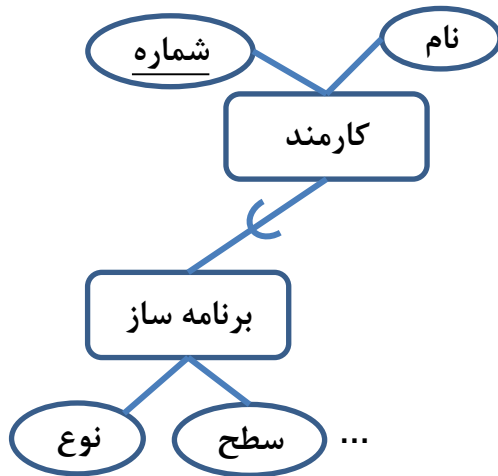 نام
شماره
کارمند
برنامه ساز
نوع
سطح
...